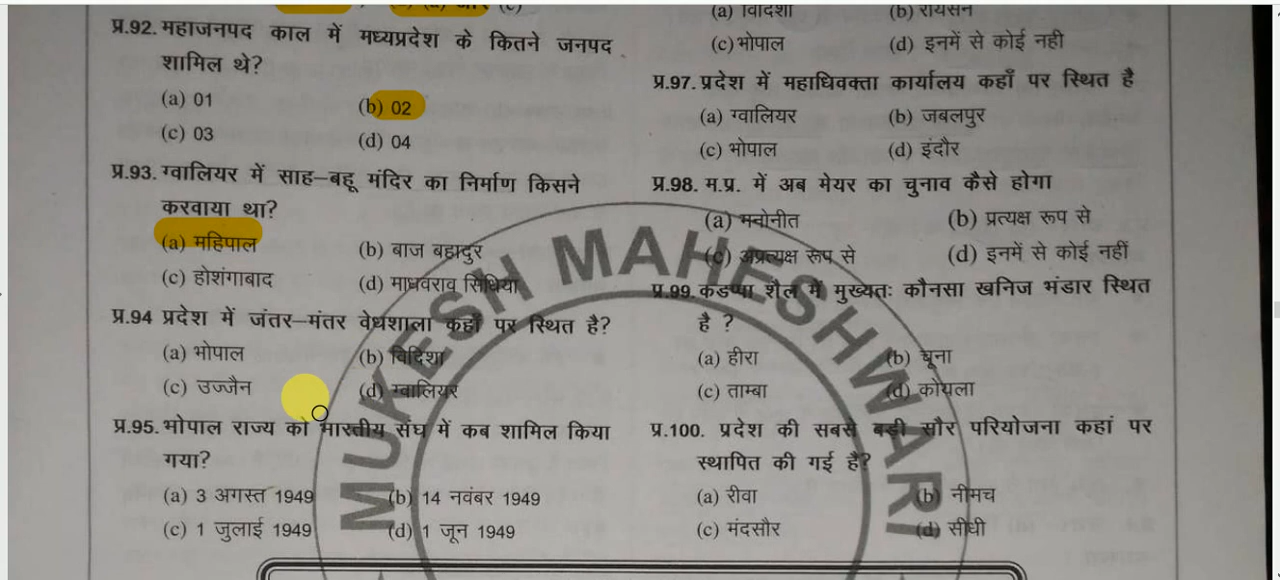 (c)
प्र.92. महाजनपद काल में मध्यप्रदेश के कितने जनपद
शामिल थे?
(a) 01 (b) 02
(c) 03 (d) 04
प्र.93. ग्वालियर में साह–बहू मंदिर का निर्माण किसने
करवाया था?
(a) महिपाल (b) बाज बहादुर
(c) होशंगाबाद (d) माधवराव सिंधिया
प्र.94 प्रदेश में जंतर–मंतर वेधशाला कहाँ पर स्थित है?
(a) भोपाल (b) विदिशा
(c) उज्जैन (d) ग्वालियर
प्र.95. भोपाल राज्य को भारतीय संघ में कब शामिल किया
गया?
(a) 3 अगस्त 1949 (b) 14 नवंबर 1949
(c) 1 जुलाई 1949 (d) 1 जून 1949
(a) विदिशा (b) रायसेन
(c) भोपाल (d) इनमें से कोई नही
प्र.97. प्रदेश में महाधिवक्ता कार्यालय कहाँ पर स्थित है
(a) ग्वालियर (b) जबलपुर
(c) भोपाल (d) इंदौर
प्र.98. म.प्र. में अब मेयर का चुनाव कैसे होगा
(a) मनोनीत (b) प्रत्यक्ष रूप से
(c) अप्रत्यक्ष रूप से (d) इनमें से कोई नहीं
प्र.99. कडप्पा शैल में मुख्यतः कौनसा खनिज भंडार स्थित
है ?
(a) हीरा (b) चूना
(c) ताम्बा (d) कोयला
प्र.100. प्रदेश की सबसे बड़ी सौर परियोजना कहां पर
स्थापित की गई है?
(a) रीवा (b) नीमच
(c) मंदसौर (d) सीधी
MUKESH MAHESHWARI